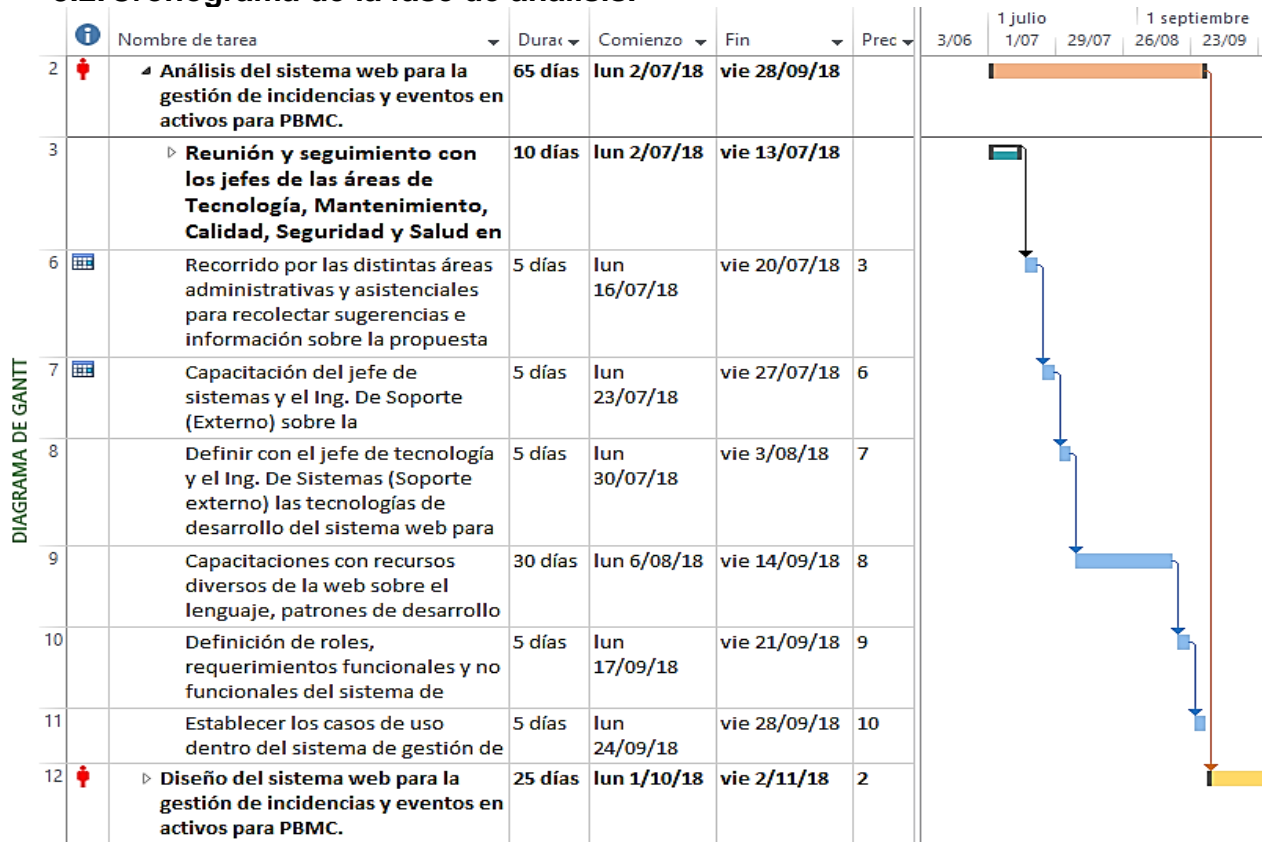 Cronograma de la fase de análisis.
1 julio 1 septiembre
Nombre de tarea Durac Comienzo Fin Prec 3/06 1/07 29/07 26/08 23/09
2 Análisis del sistema web para la 65 días lun 2/07/18 vie 28/09/18
gestión de incidencias y eventos en
activos para PBMC.
3 Reunión y seguimiento con 10 días lun 2/07/18 vie 13/07/18
los jefes de las áreas de
Tecnología, Mantenimiento,
Calidad, Seguridad y Salud en
6 Recorrido por las distintas áreas 5 días lun vie 20/07/18 3
administrativas y asistenciales 16/07/18
para recolectar sugerencias e
información sobre la propuesta
7 Capacitación del jefe de 5 días lun vie 27/07/18 6
sistemas y el Ing. De Soporte 23/07/18
(Externo) sobre la
8 Definir con el jefe de tecnología 5 días lun vie 3/08/18 7
y el Ing. De Sistemas (Soporte 30/07/18
externo) las tecnologías de
desarrollo del sistema web para
9 Capacitaciones con recursos 30 días lun 6/08/18 vie 14/09/18 8
diversos de la web sobre el
lenguaje, patrones de desarrollo
10 Definición de roles, 5 días lun vie 21/09/18 9
requerimientos funcionales y no 17/09/18
funcionales del sistema de
11 Establecer los casos de uso 5 días lun vie 28/09/18 10
dentro del sistema de gestión de 24/09/18
12 Diseño del sistema web para la 25 días lun 1/10/18 vie 2/11/18 2
gestión de incidencias y eventos en
activos para PBMC.
DIAGRAMA DE GANTT